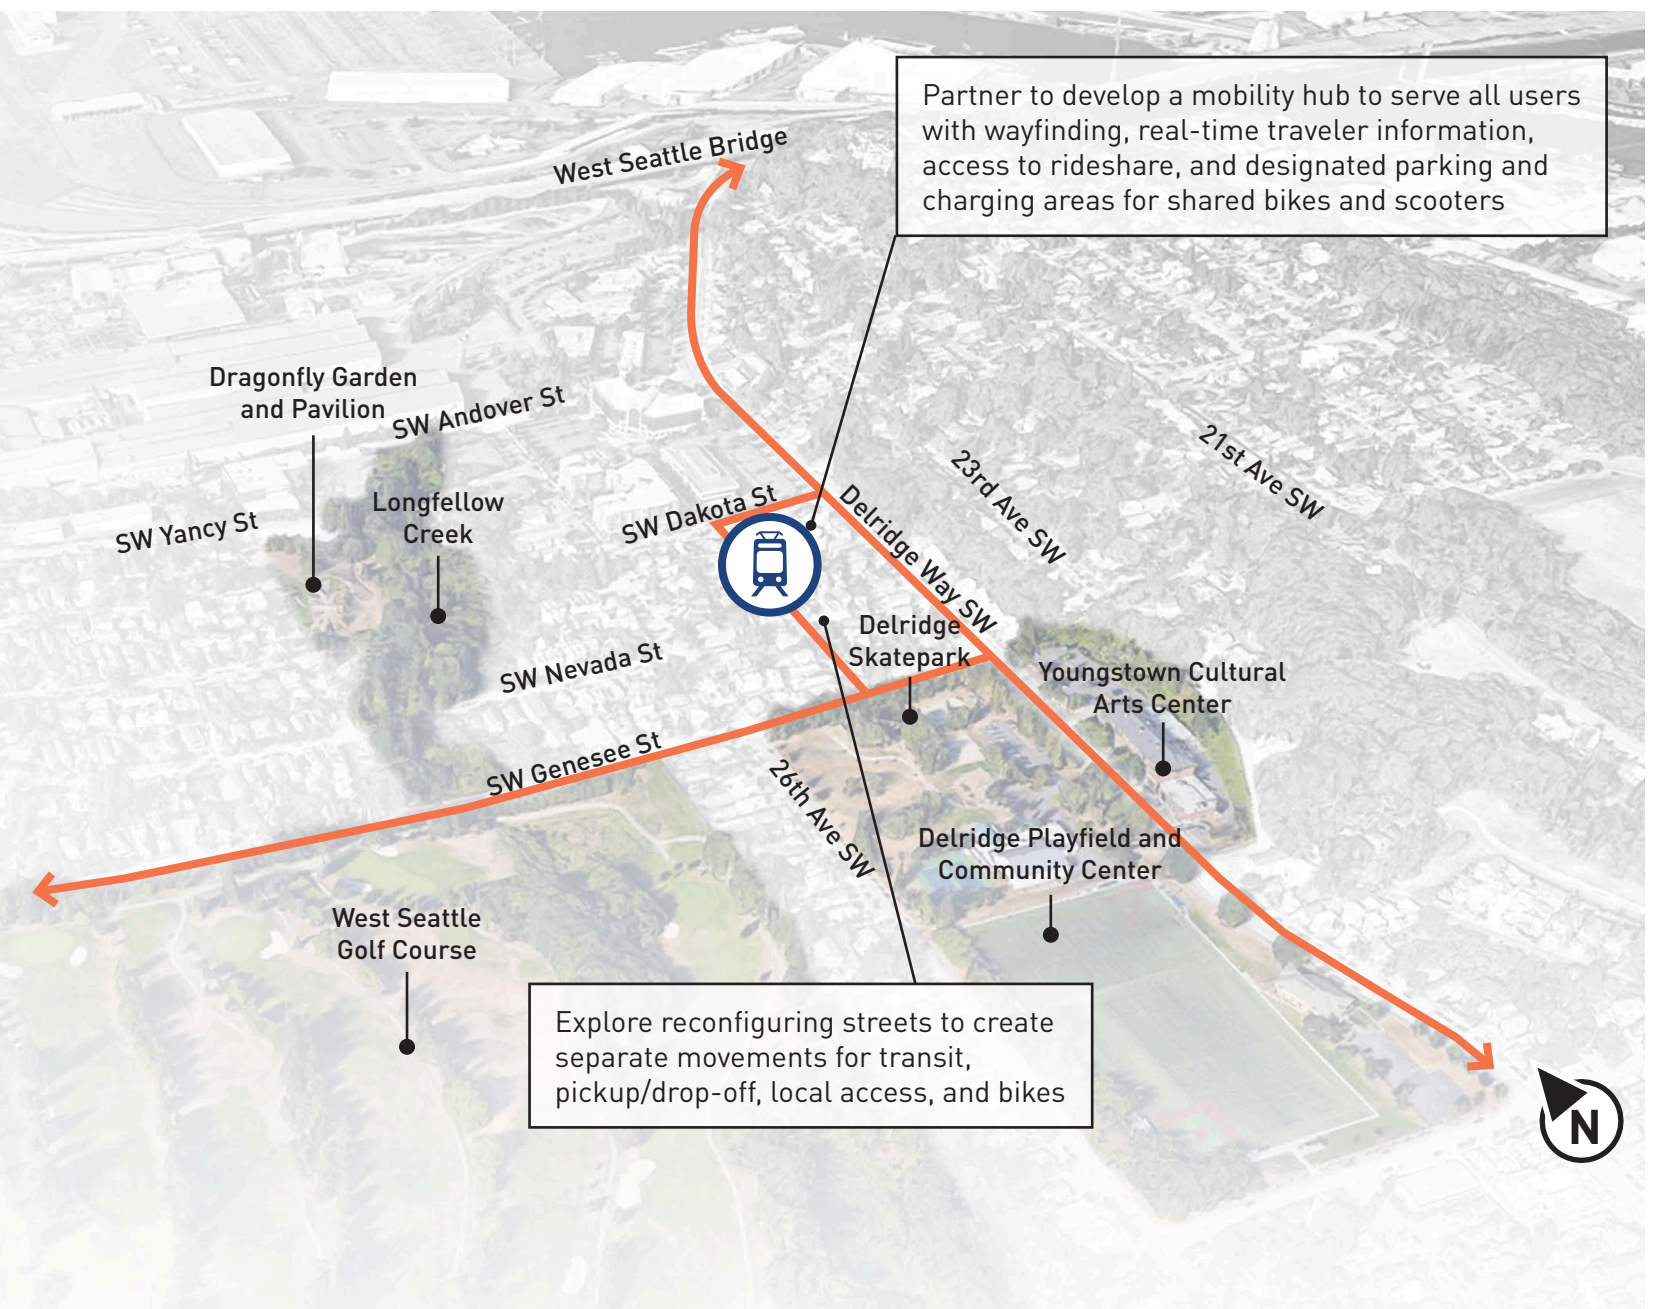 Partner to develop a mobility hub to serve all users
with wayfinding, real-time traveler information,
access to rideshare, and designated parking and
charging areas for shared bikes and scooters
West Seattle Bridge
Dragonfly Garden
and Pavilion
SW Andover St
21st Ave SW
23rd Ave SW
Longfellow
Creek
SW Yancy St
SW Dakota St
Delridge Way SW
Delridge
Skatepark
SW Nevada St
Youngstown Cultural
Arts Center
SW Genesee St
26th Ave SW
Delridge Playfield and
Community Center
West Seattle
Golf Course
Explore reconfiguring streets to create
separate movements for transit,
pickup/drop-off, local access, and bikes
N